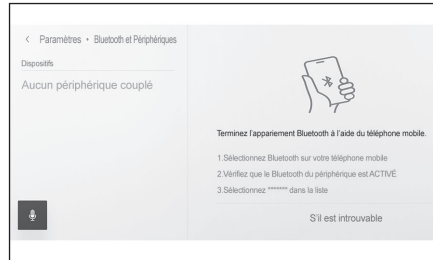 < Paramètres • Bluetooth et Périphériques
Dispositifs
Aucun périphérique couplé
Terminez l'appariement Bluetooth à l'aide du téléphone mobile.
1.Sélectionnez Bluetooth sur votre téléphone mobile
2.Vérifiez que le Bluetooth du périphérique est ACTIVÉ
3.Sélectionnez ******* dans la liste
S'il est introuvable